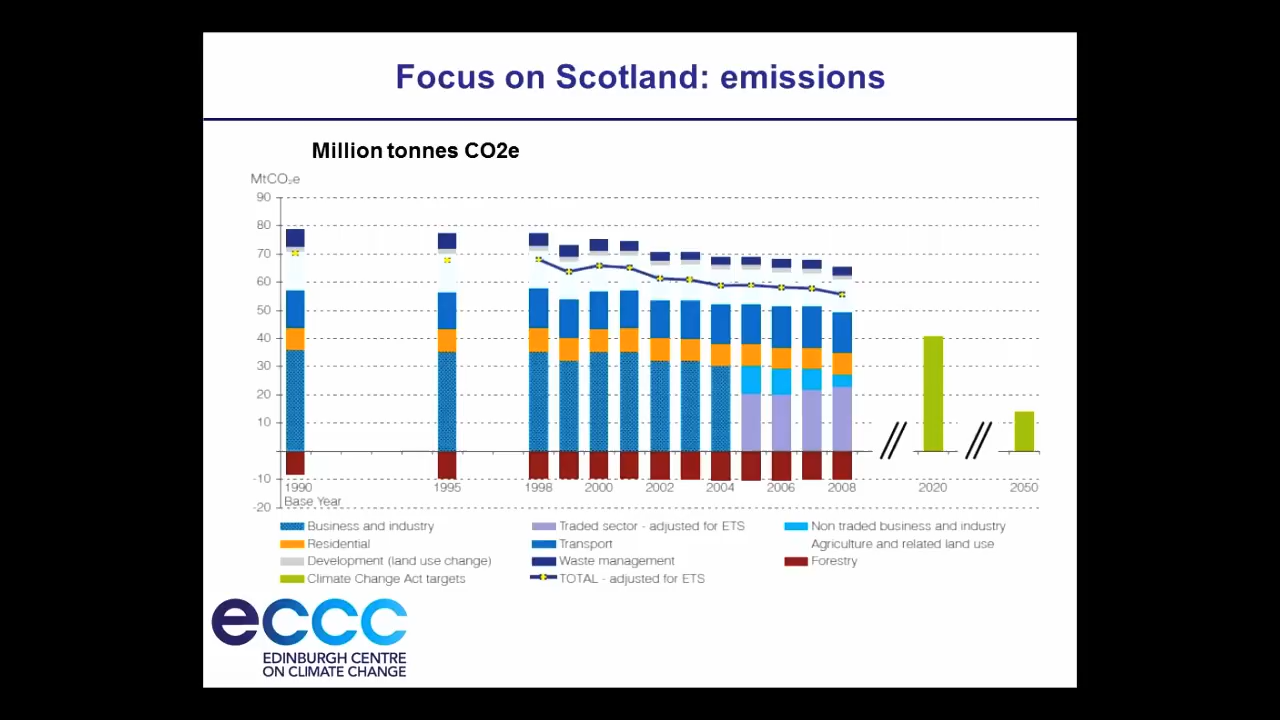 Focus on Scotland: emissions
Million tonnes CO2e
MtCO₂e
90
80
70
60
50
40
30
20
10
-10
-20
1990 1995 1998 2000 2002 2004 2006 2008 2020 2050
Base Year
Business and industry Traded sector - adjusted for ETS Non traded business and industry
Residential Transport Agriculture and related land use
Development (land use change) Waste management Forestry
Climate Change Act targets TOTAL - adjusted for ETS
eccc
EDINBURGH CENTRE
ON CLIMATE CHANGE